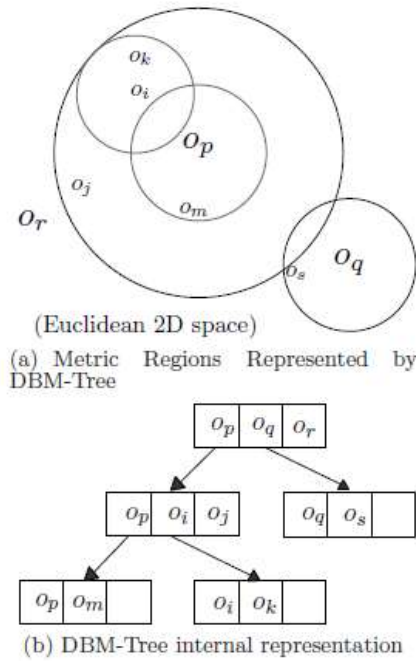 o_k
o_i
O_p
o_j
o_m
O_r
o_s O_q
(Euclidean 2D space)
(a) Metric Regions Represented by
DBM-Tree
o_p o_q o_r
o_p o_i o_j o_q o_s
o_p o_m o_i o_k
(b) DBM-Tree internal representation